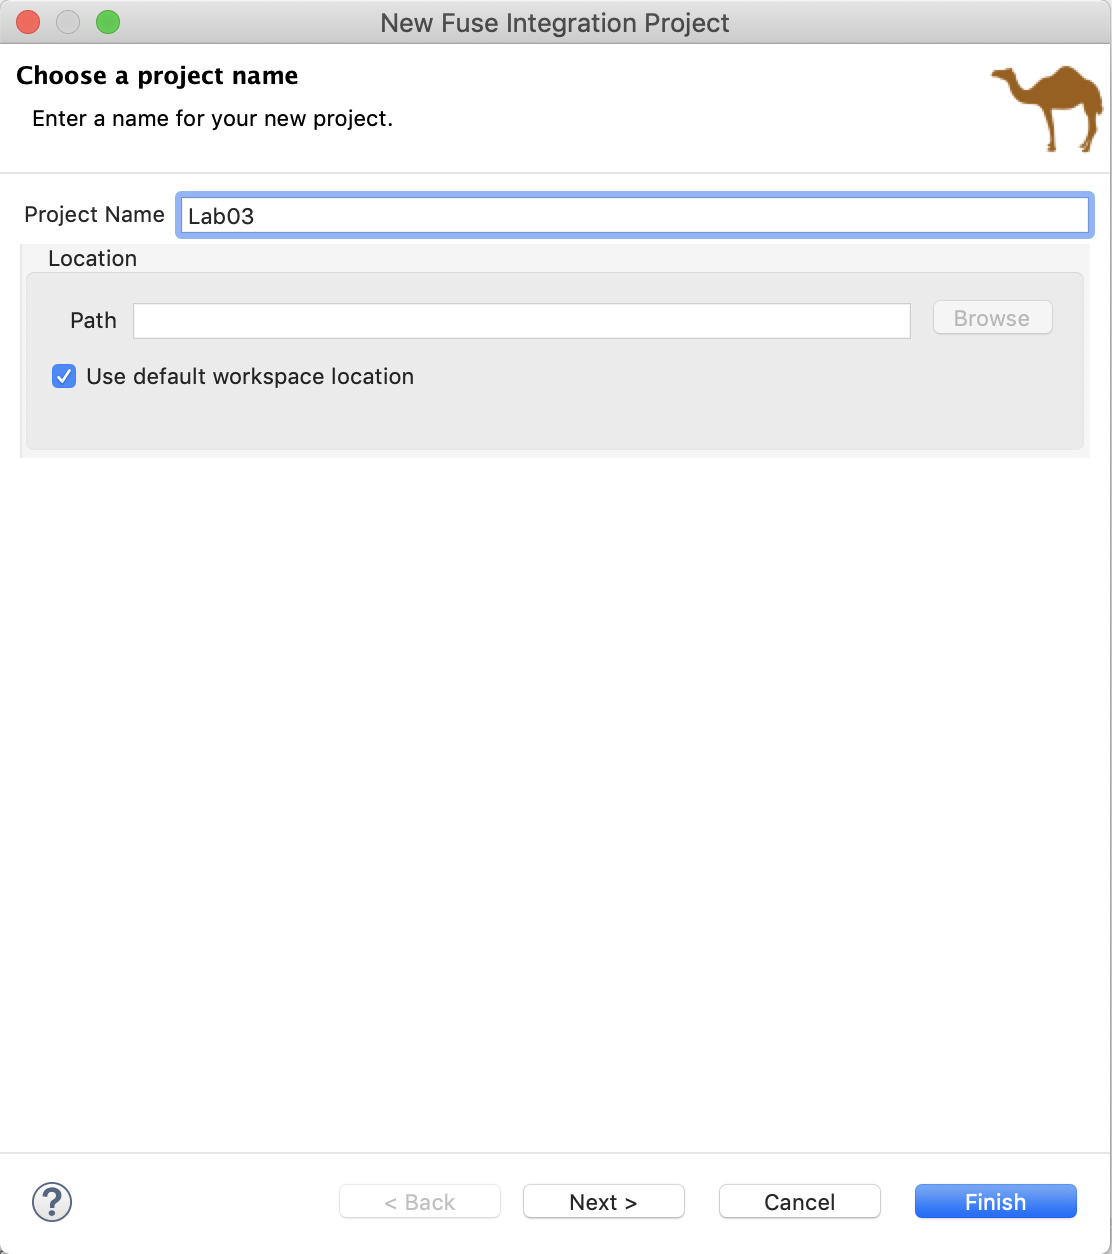 New Fuse Integration Project
Choose a project name
Enter a name for your new project.
Project Name Lab03
Location
Path Browse
Use default workspace location
? < Back Next > Cancel Finish